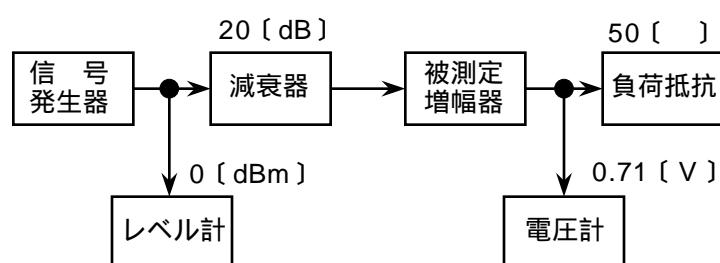 20〔dB〕
50〔　〕
信　号
発生器
減衰器
被測定
増幅器
負荷抵抗
0〔dBm〕
0.71〔V〕
レベル計
電圧計